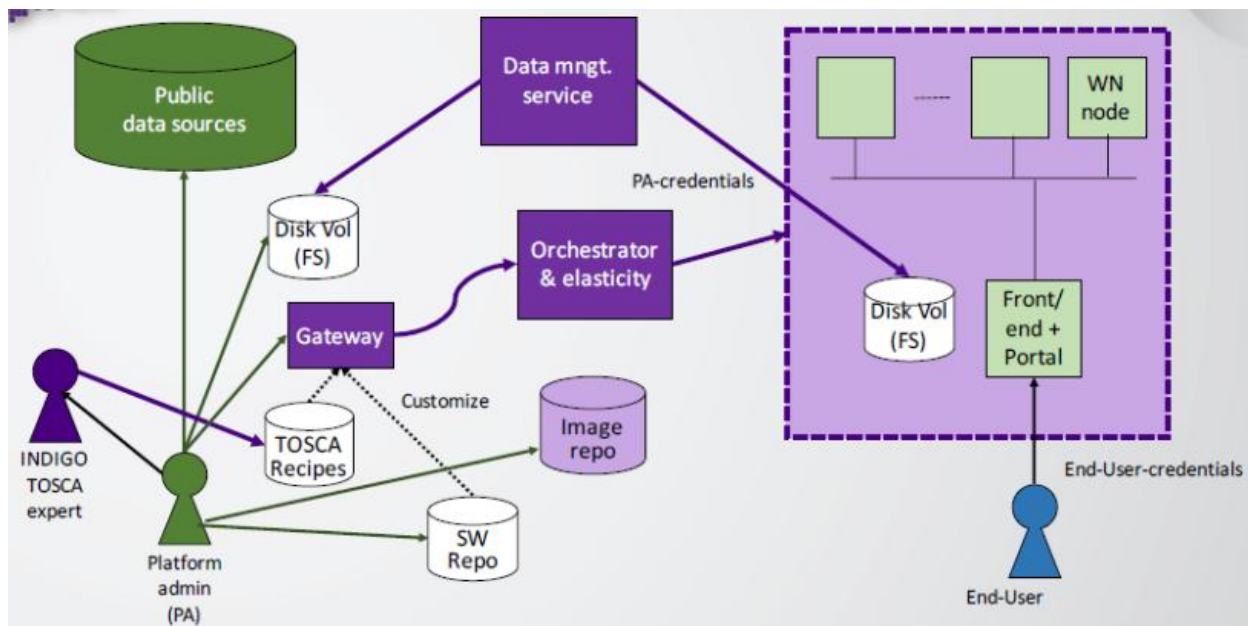 Public
data sources
Data mngt.
service
WN
node
PA-credentials
Disk Vol
(FS)
Orchestrator
& elasticity
Gateway
Disk Vol
(FS)
Front/
end +
Portal
Customize
TOSCA
Recipes
Image
repo
INDIGO
TOSCA
expert
End-User-credentials
SW
Repo
Platform
admin
(PA)
End-User